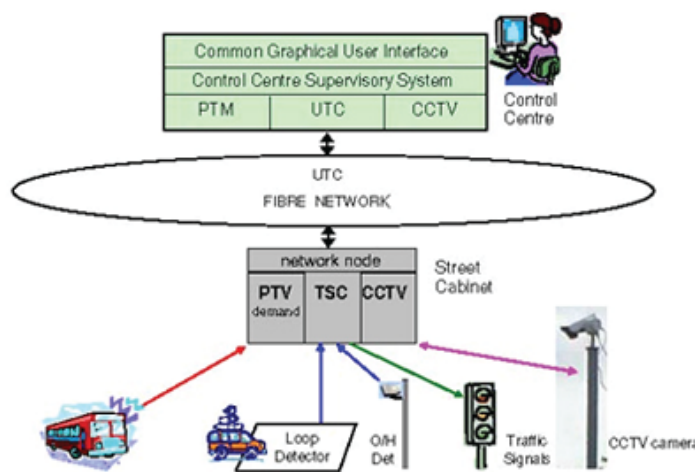 Common Graphical User Interface
Control Centre Supervisory System
PTM UTC CCTV
Control
Centre
UTC
FIBRE NETWORK
network node
Street
Cabinet
PTV TSC CCTV
demand
Loop
Detector
O/H
Det
Traffic
Signals
CCTV camera